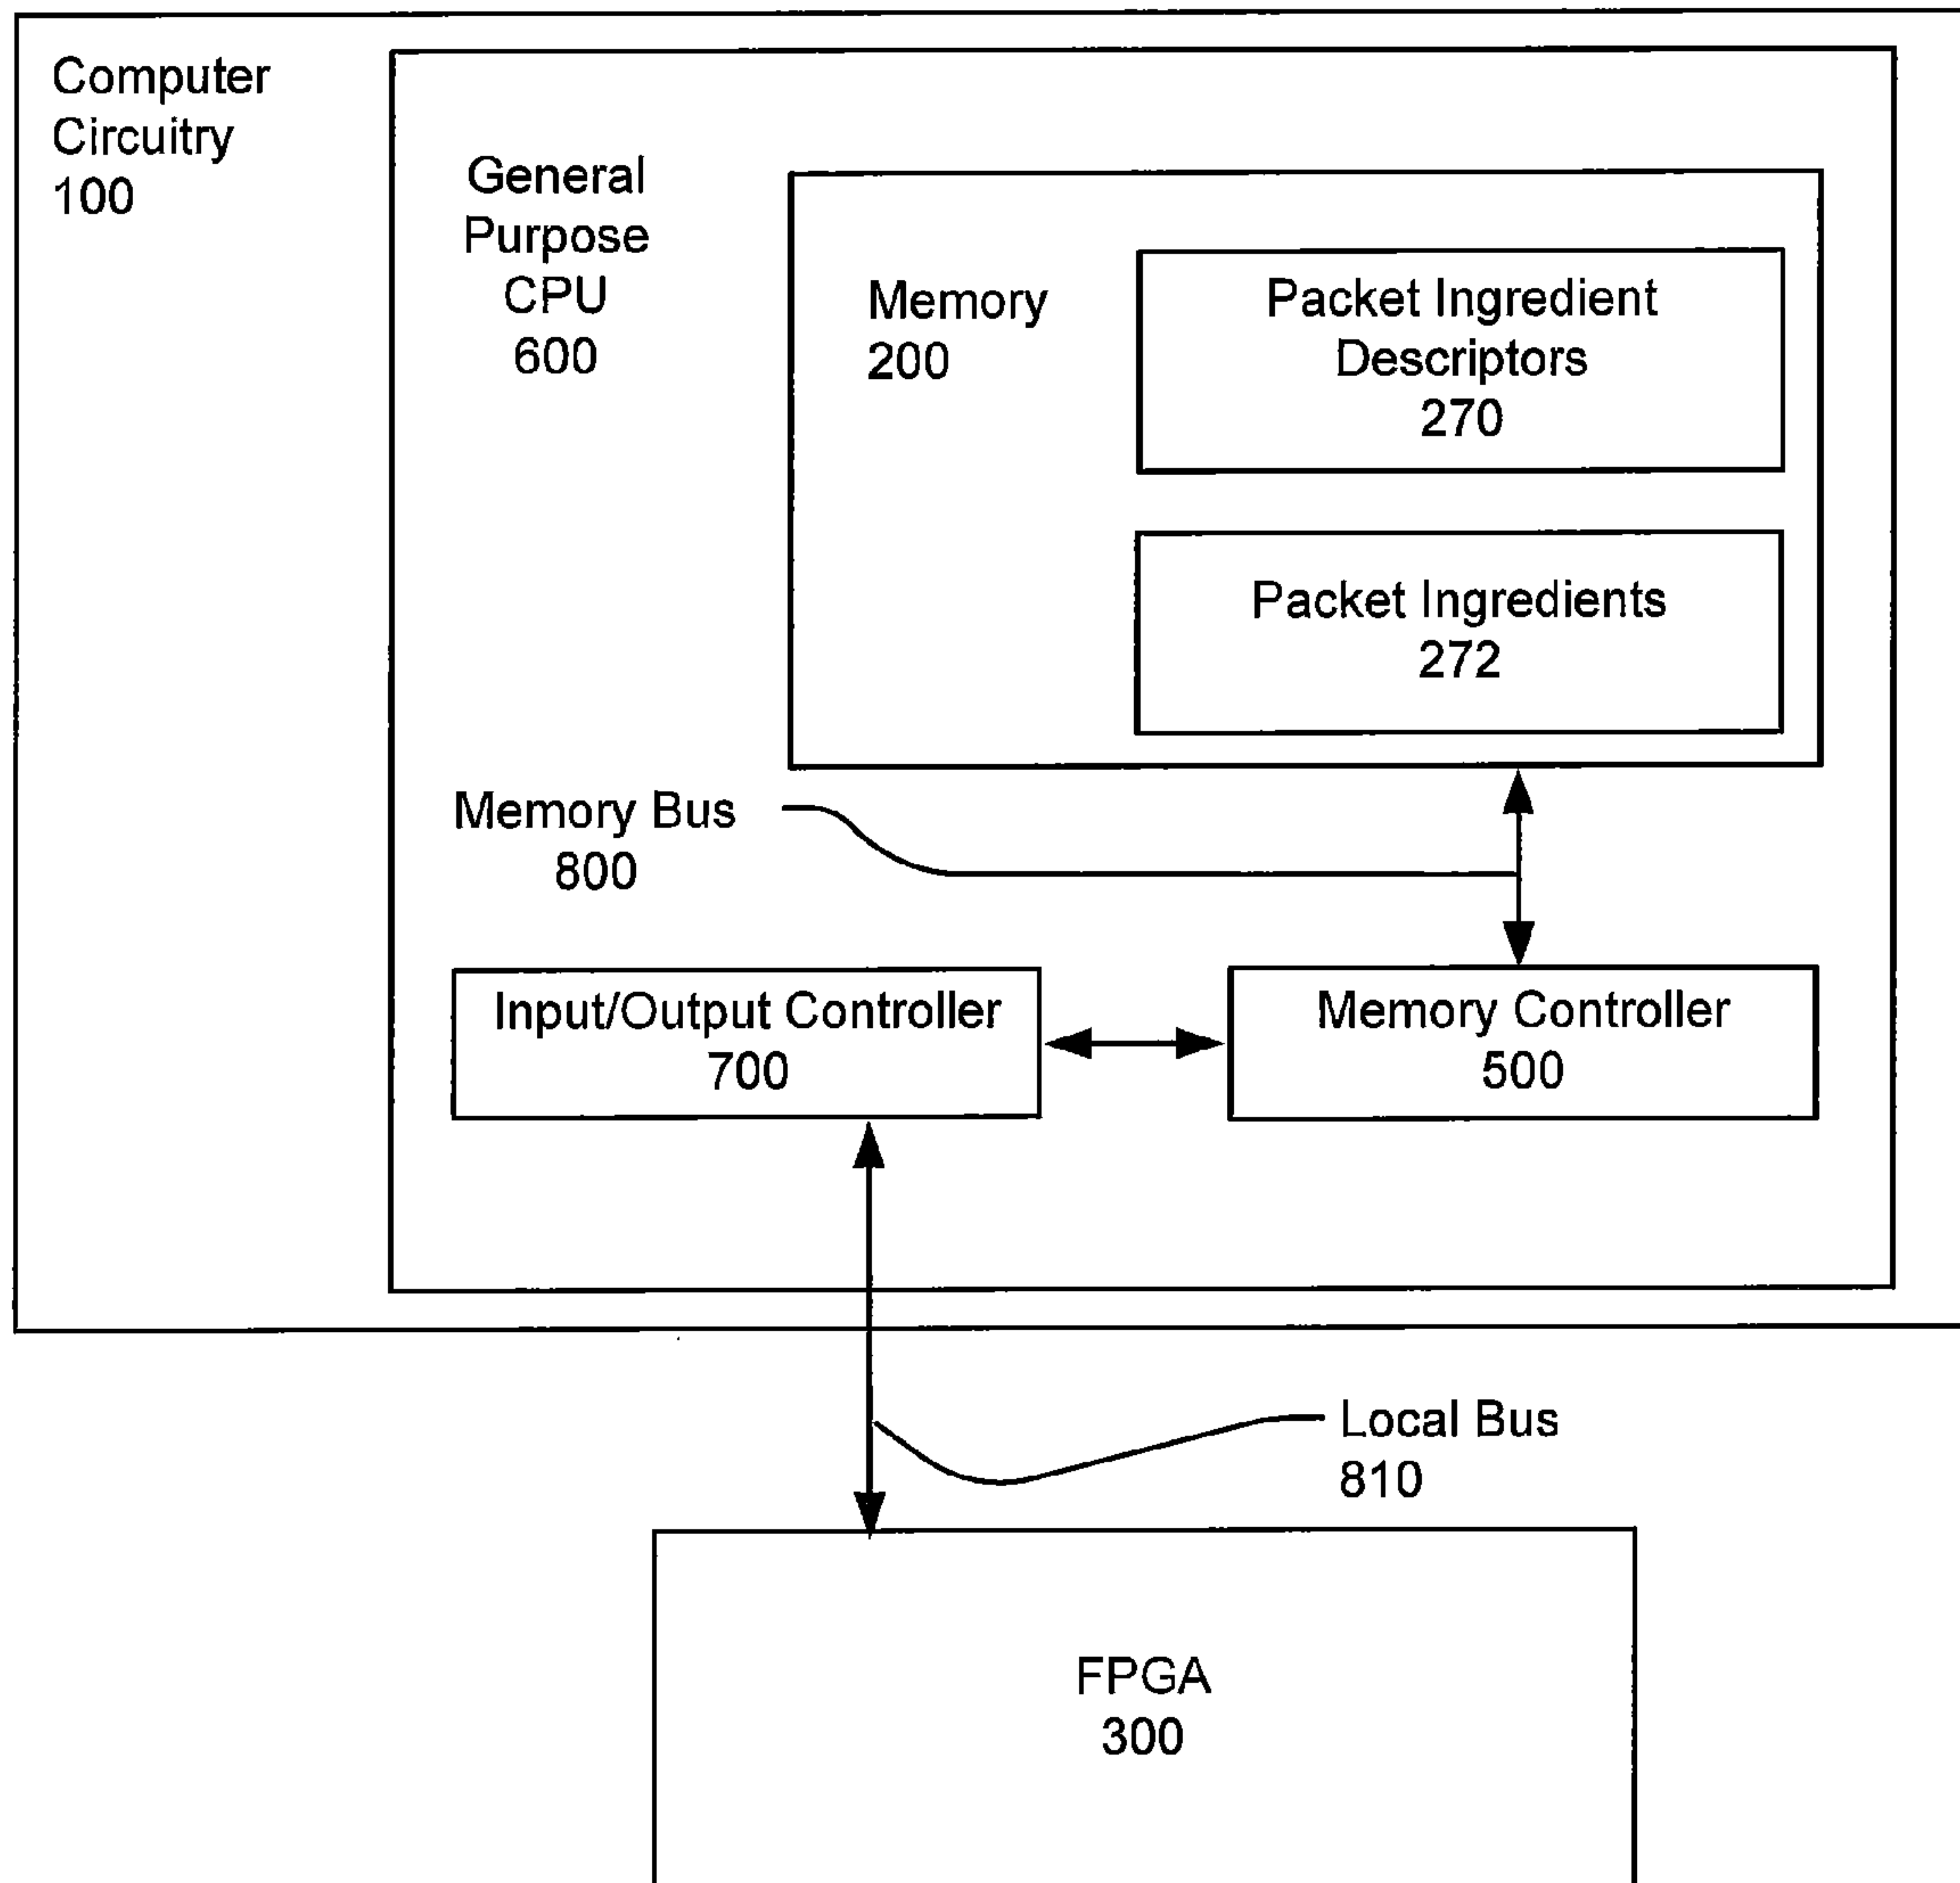 Computer
Circuitry
100
General
Purpose
CPU
600
Memory
200
Packet Ingredient
Descriptors
270
Packet Ingredients
272
Memory Bus
800
Input/Output Controller
700
Memory Controller
500
Local Bus
810
FPGA
300